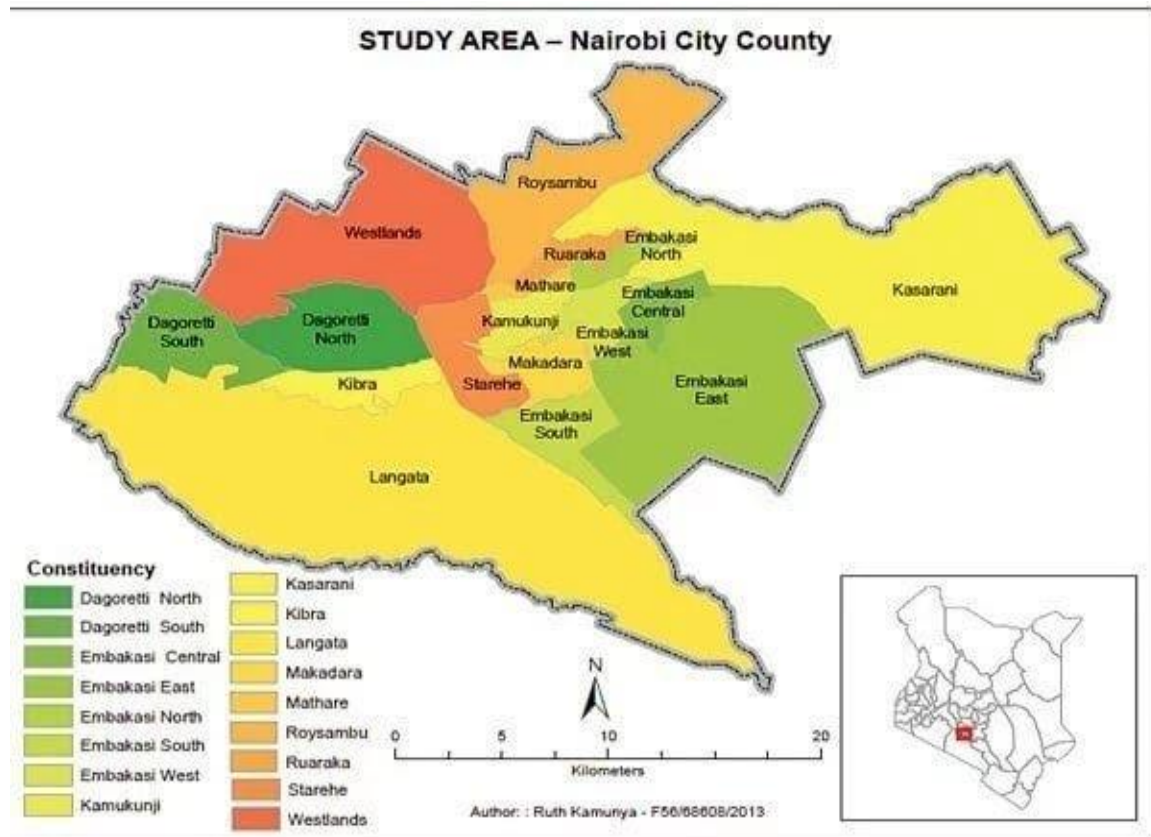 STUDY AREA – Nairobi City County
Roysambu
Westlands
Ruaraka
Embakasi
North
Mathare
Kasarani
Embakasi
Central
Dagoretti
South
Dagoretti
North
Kamukunji
Embakasi
West
Makadara
Kibra
Starehe
Embakasi
East
Embakasi
South
Langata
Constituency
Dagoretti North
Dagoretti South
Embakasi Central
Embakasi East
Embakasi North
Embakasi South
Embakasi West
Kamukunji
Kasarani
Kibra
Langata
Makadara
Mathare
Roysambu
Ruaraka
Starehe
Westlands
N
0 5 10 20
Kilometers
Author: : Ruth Kamunya - F56/68608/2013